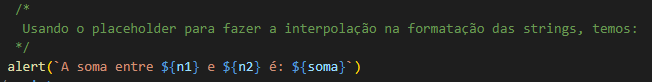 /*
Usando o placeholder para fazer a interpolação na formatação das strings, temos:
*/
alert(`A soma entre ${n1} e ${n2} é: ${soma}`)